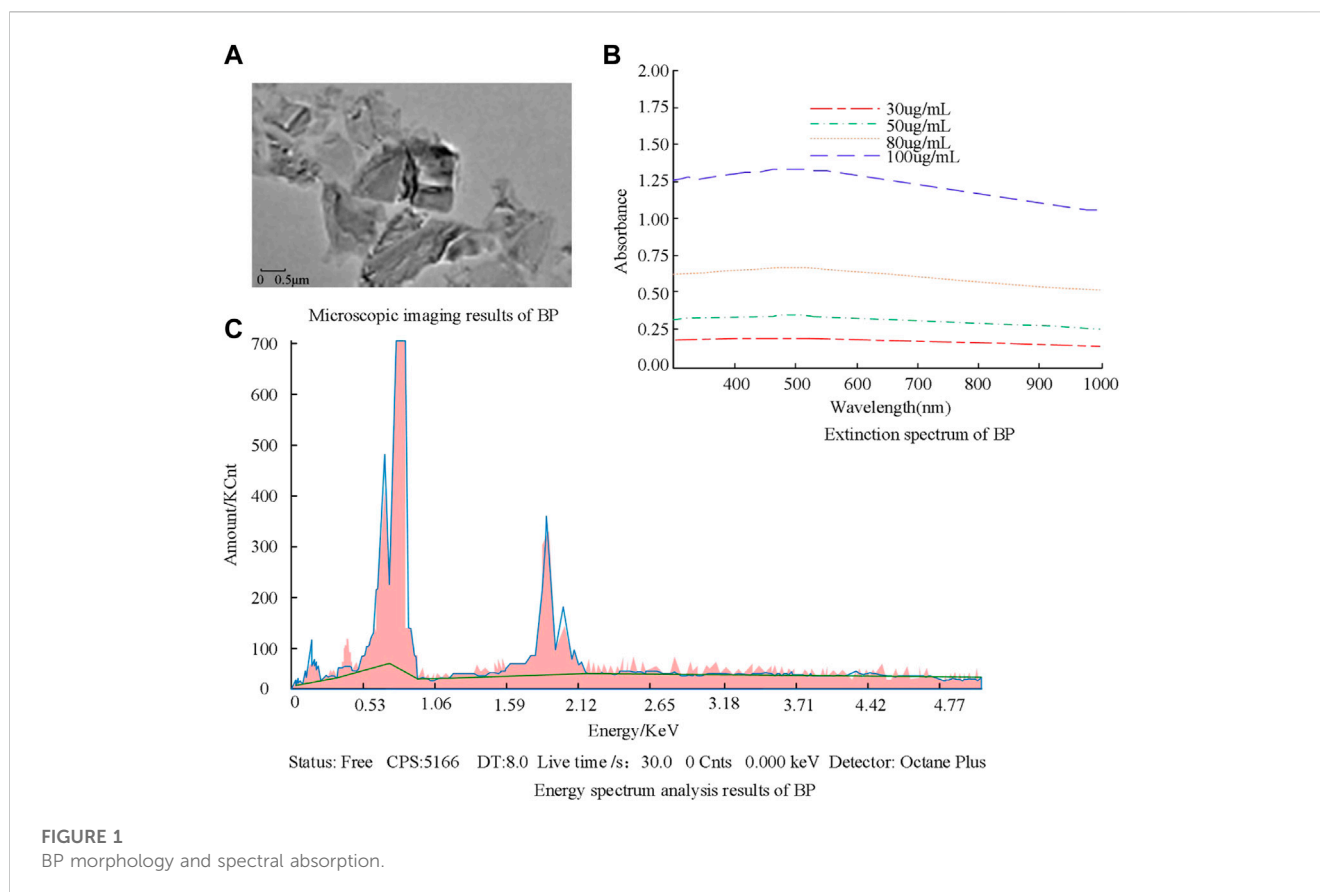 A
0 0.5μm
Microscopic imaging results of BP
B
2.00
1.75
1.50
1.25
1.00
0.75
0.50
0.25
0.00
Absorbance
30ug/mL
50ug/mL
80ug/mL
100ug/mL
400 500 600 700 800 900 1000
Wavelength(nm)
Extinction spectrum of BP
C
700
600
500
400
300
200
100
0
Amount/KCnt
0 0.53 1.06 1.59 2.12 2.65 3.18 3.71 4.42 4.77
Energy/KeV
Status: Free CPS:5166 DT:8.0 Live time /s: 30.0 0 Cnts 0.000 keV Detector: Octane Plus
Energy spectrum analysis results of BP
FIGURE 1
BP morphology and spectral absorption.